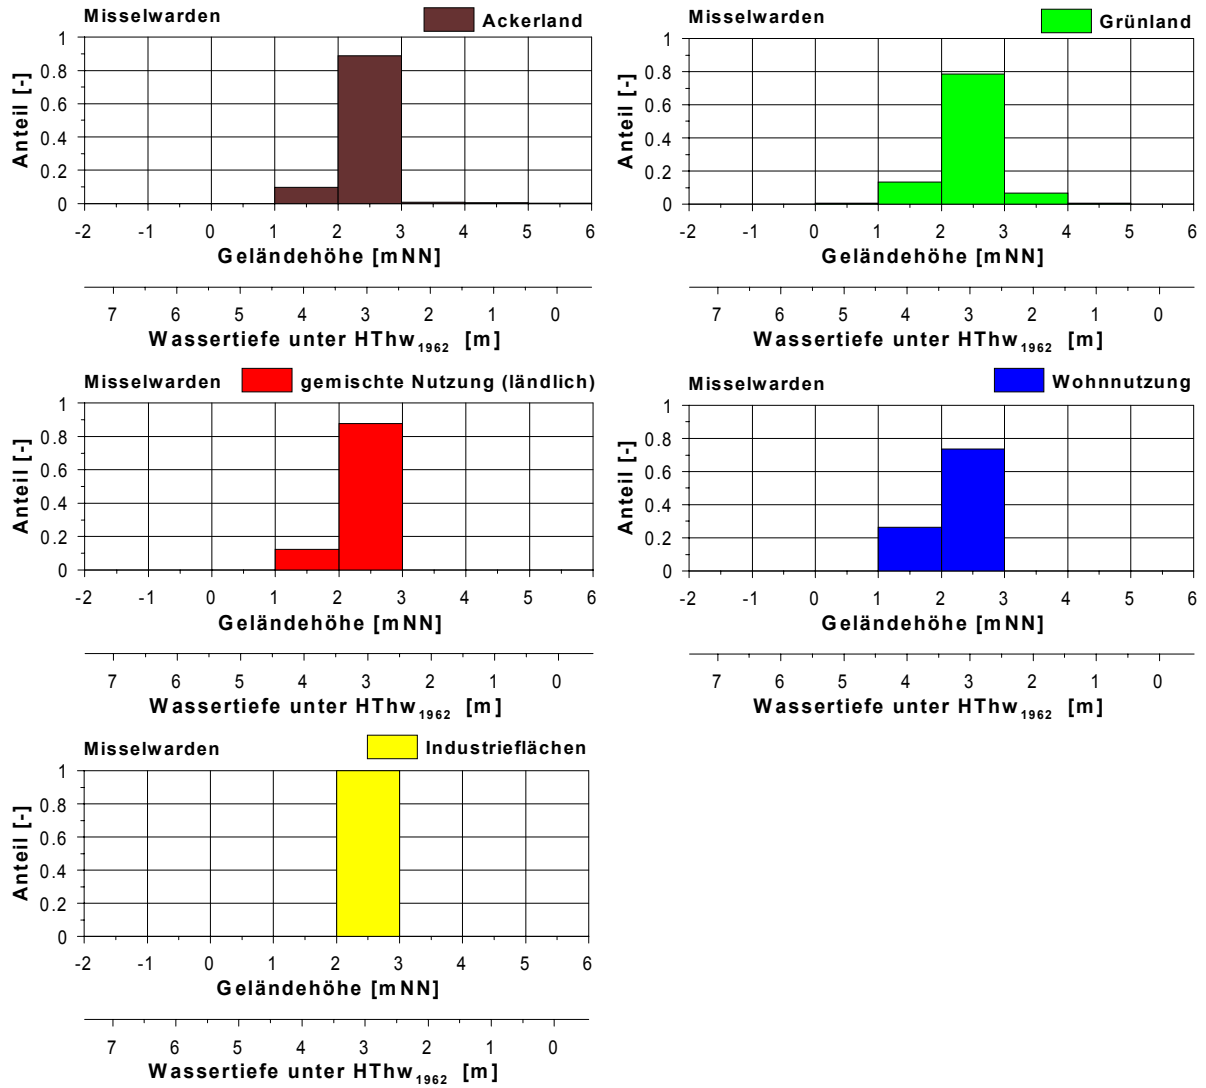 Misselwarden Ackerland
1
0.8
0.6
0.4
0.2
0
Anteil [-]
-2 -1 0 1 2 3 4 5 6
Geländehöhe [mNN]
7 6 5 4 3 2 1 0
Wassertiefe unter HThw1962 [m]
Misselwarden Grünland
1
0.8
0.6
0.4
0.2
0
Anteil [-]
-2 -1 0 1 2 3 4 5 6
Geländehöhe [mNN]
7 6 5 4 3 2 1 0
Wassertiefe unter HThw1962 [m]
Misselwarden gemischte Nutzung (ländlich)
1
0.8
0.6
0.4
0.2
0
Anteil [-]
-2 -1 0 1 2 3 4 5 6
Geländehöhe [mNN]
7 6 5 4 3 2 1 0
Wassertiefe unter HThw1962 [m]
Misselwarden Wohnnutzung
1
0.8
0.6
0.4
0.2
0
Anteil [-]
-2 -1 0 1 2 3 4 5 6
Geländehöhe [mNN]
7 6 5 4 3 2 1 0
Wassertiefe unter HThw1962 [m]
Misselwarden Industrieflächen
1
0.8
0.6
0.4
0.2
0
Anteil [-]
-2 -1 0 1 2 3 4 5 6
Geländehöhe [mNN]
7 6 5 4 3 2 1 0
Wassertiefe unter HThw1962 [m]